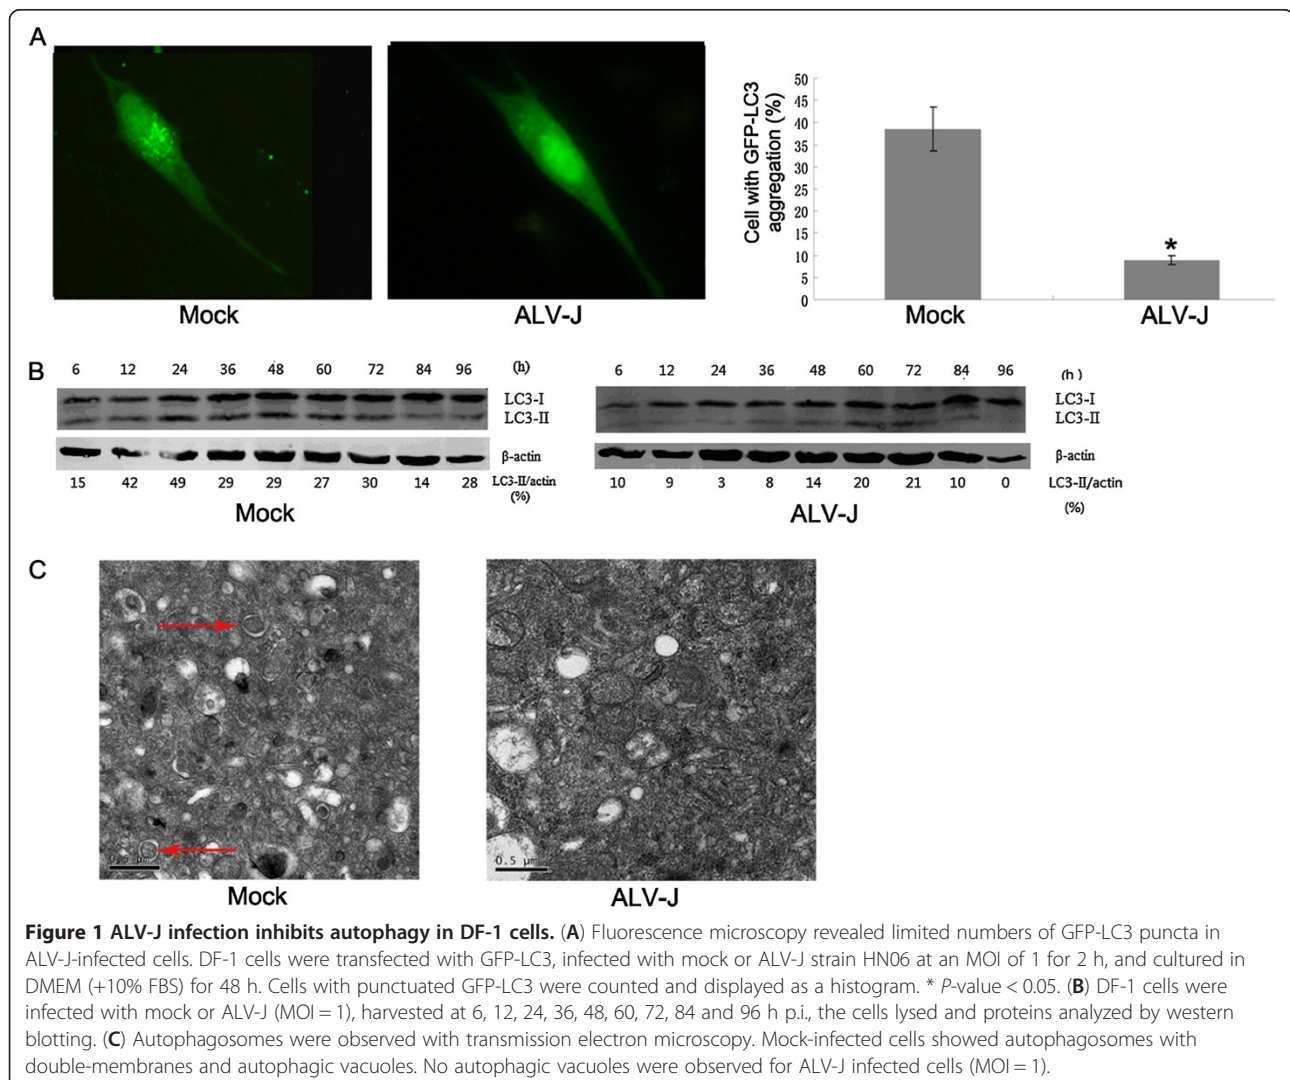 A
50
45
40
35
30
25
20
15
10
5
0
Cell with GFP-LC3
aggregation (%)
*
Mock
ALV-J
Mock
ALV-J
B
6 12 24 36 48 60 72 84 96 (h)
LC3-I
LC3-II
β-actin
15 42 49 29 29 27 30 14 28 LC3-II/actin
(%)
Mock
6 12 24 36 48 60 72 84 96 (h)
LC3-I
LC3-II
β-actin
10 9 3 8 14 20 21 10 0 LC3-II/actin
(%)
ALV-J
C
0.5 µm
Mock
0.5 µm
ALV-J
Figure 1 ALV-J infection inhibits autophagy in DF-1 cells. (A) Fluorescence microscopy revealed limited numbers of GFP-LC3 puncta in
ALV-J-infected cells. DF-1 cells were transfected with GFP-LC3, infected with mock or ALV-J strain HN06 at an MOI of 1 for 2 h, and cultured in
DMEM (+10% FBS) for 48 h. Cells with punctuated GFP-LC3 were counted and displayed as a histogram. * P-value < 0.05. (B) DF-1 cells were
infected with mock or ALV-J (MOI = 1), harvested at 6, 12, 24, 36, 48, 60, 72, 84 and 96 h p.i., the cells lysed and proteins analyzed by western
blotting. (C) Autophagosomes were observed with transmission electron microscopy. Mock-infected cells showed autophagosomes with
double-membranes and autophagic vacuoles. No autophagic vacuoles were observed for ALV-J infected cells (MOI = 1).